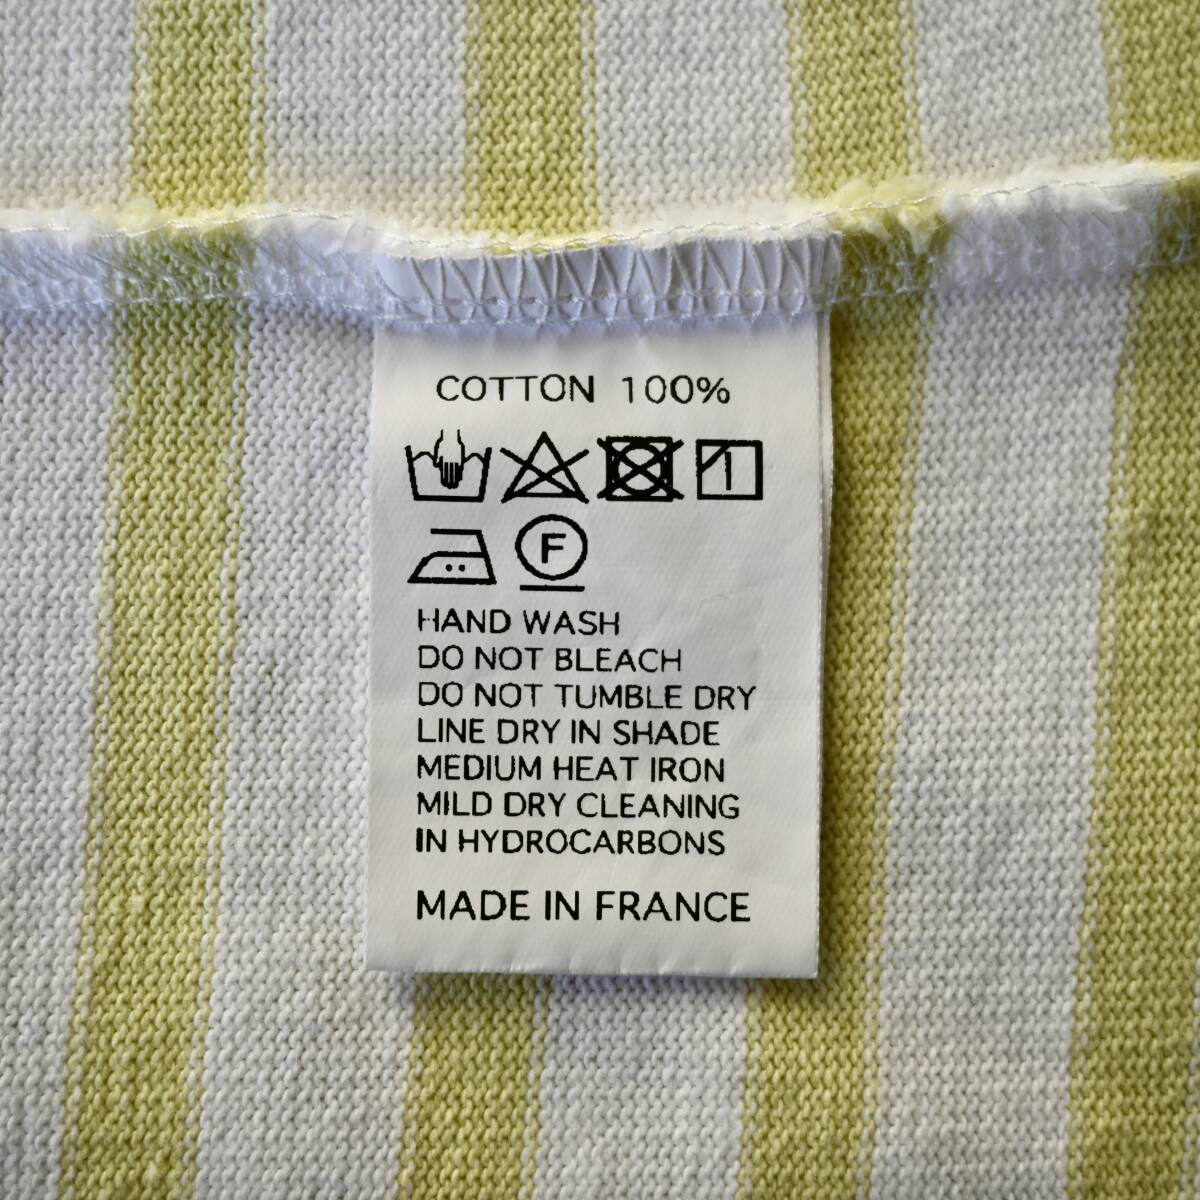 COTTON 100%
F
HAND WASH
DO NOT BLEACH
DO NOT TUMBLE DRY
LINE DRY IN SHADE
MEDIUM HEAT IRON
MILD DRY CLEANING
IN HYDROCARBONS
MADE IN FRANCE